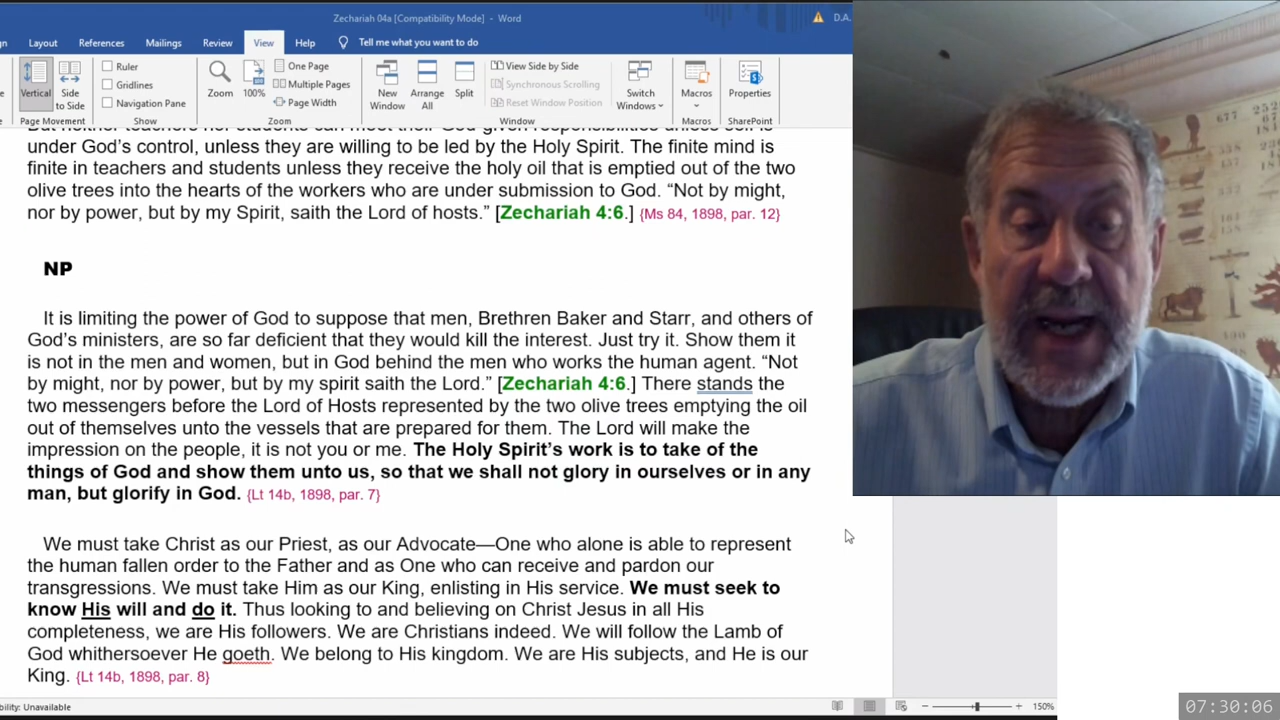 Zechariah 04a [Compatibility Mode] - Word
D.A.
Layout References Mailings Review View Help Tell me what you want to do
Vertical
Side to Side
Page Movement
Ruler
Gridlines
Navigation Pane
Show
Zoom
100%
One Page
Multiple Pages
Page Width
Zoom
New Window
Arrange All
Split
View Side by Side
Synchronous Scrolling
Reset Window Position
Window
Switch Windows
Macros
Macros
Properties
SharePoint
under God’s control, unless they are willing to be led by the Holy Spirit. The finite mind is
finite in teachers and students unless they receive the holy oil that is emptied out of the two
olive trees into the hearts of the workers who are under submission to God. “Not by might,
nor by power, but by my Spirit, saith the Lord of hosts.” [Zechariah 4:6.] {Ms 84, 1898, par. 12}
NP
It is limiting the power of God to suppose that men, Brethren Baker and Starr, and others of
God’s ministers, are so far deficient that they would kill the interest. Just try it. Show them it
is not in the men and women, but in God behind the men who works the human agent. “Not
by might, nor by power, but by my spirit saith the Lord.” [Zechariah 4:6.] There stands the
two messengers before the Lord of Hosts represented by the two olive trees emptying the oil
out of themselves unto the vessels that are prepared for them. The Lord will make the
impression on the people, it is not you or me. The Holy Spirit’s work is to take of the
things of God and show them unto us, so that we shall not glory in ourselves or in any
man, but glorify in God. {Lt 14b, 1898, par. 7}
We must take Christ as our Priest, as our Advocate—One who alone is able to represent
the human fallen order to the Father and as One who can receive and pardon our
transgressions. We must take Him as our King, enlisting in His service. We must seek to
know His will and do it. Thus looking to and believing on Christ Jesus in all His
completeness, we are His followers. We are Christians indeed. We will follow the Lamb of
God whithersoever He goeth. We belong to His kingdom. We are His subjects, and He is our
King. {Lt 14b, 1898, par. 8}
bility: Unavailable
150%
07:30:06